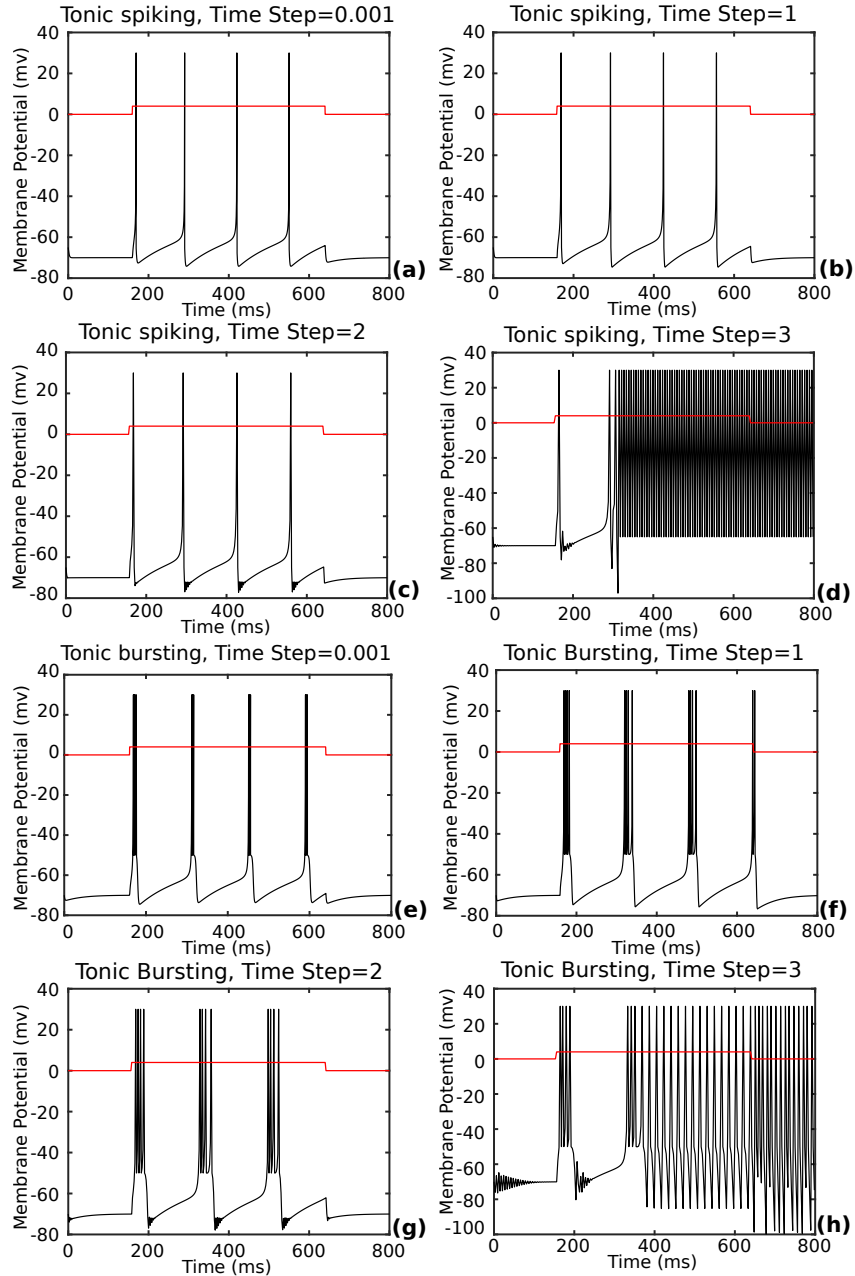 Tonic spiking, Time Step=0.001
40
20
0
-20
-40
-60
-80
Membrane Potential (mv)
0 200 400 600 800
Time (ms)
(a)
Tonic spiking, Time Step=1
40
20
0
-20
-40
-60
-80
Membrane Potential (mv)
0 200 400 600 800
Time (ms)
(b)
Tonic spiking, Time Step=2
40
20
0
-20
-40
-60
-80
Membrane Potential (mv)
0 200 400 600 800
Time (ms)
(c)
Tonic spiking, Time Step=3
40
20
0
-20
-40
-60
-80
-100
Membrane Potential (mv)
0 200 400 600 800
Time (ms)
(d)
Tonic bursting, Time Step=0.001
40
20
0
-20
-40
-60
-80
Membrane Potential (mv)
0 200 400 600 800
Time (ms)
(e)
Tonic Bursting, Time Step=1
40
20
0
-20
-40
-60
-80
Membrane Potential (mv)
0 200 400 600 800
Time (ms)
(f)
Tonic Bursting, Time Step=2
40
20
0
-20
-40
-60
-80
Membrane Potential (mv)
0 200 400 600 800
Time (ms)
(g)
Tonic Bursting, Time Step=3
40
20
0
-20
-40
-60
-80
-100
Membrane Potential (mv)
0 200 400 600 800
Time (ms)
(h)